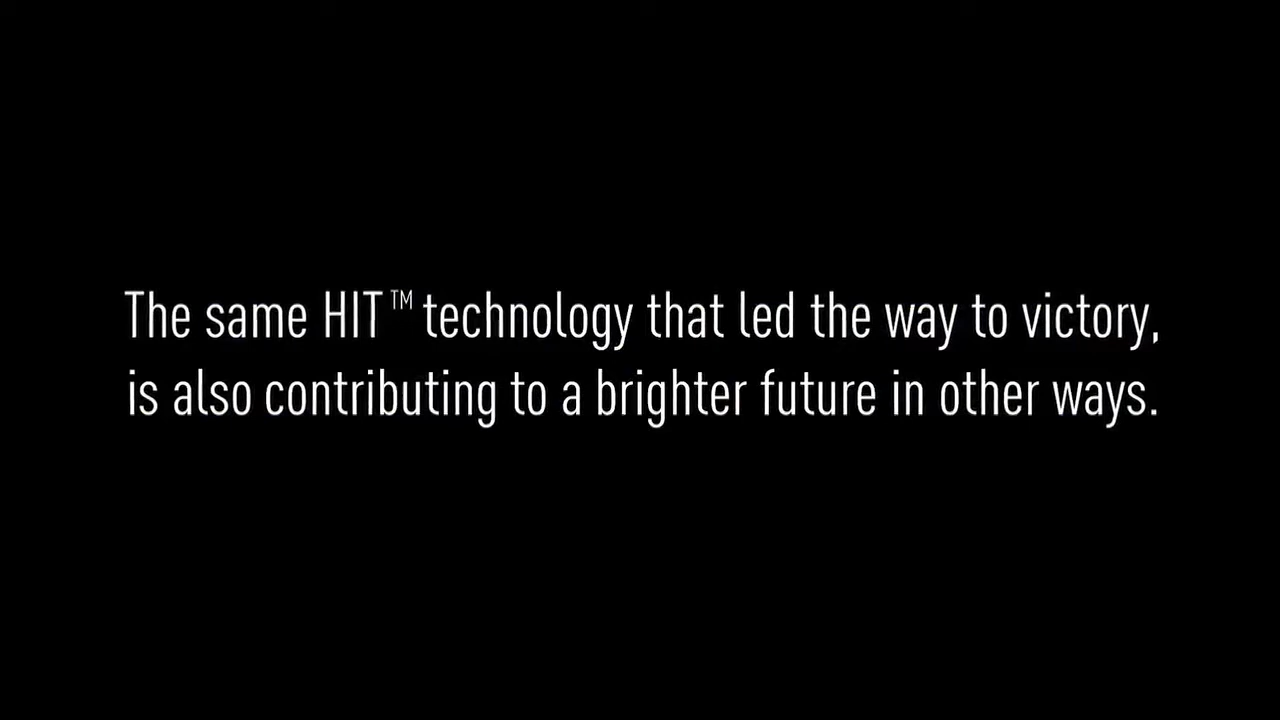 The same HIT™ technology that led the way to victory,
is also contributing to a brighter future in other ways.